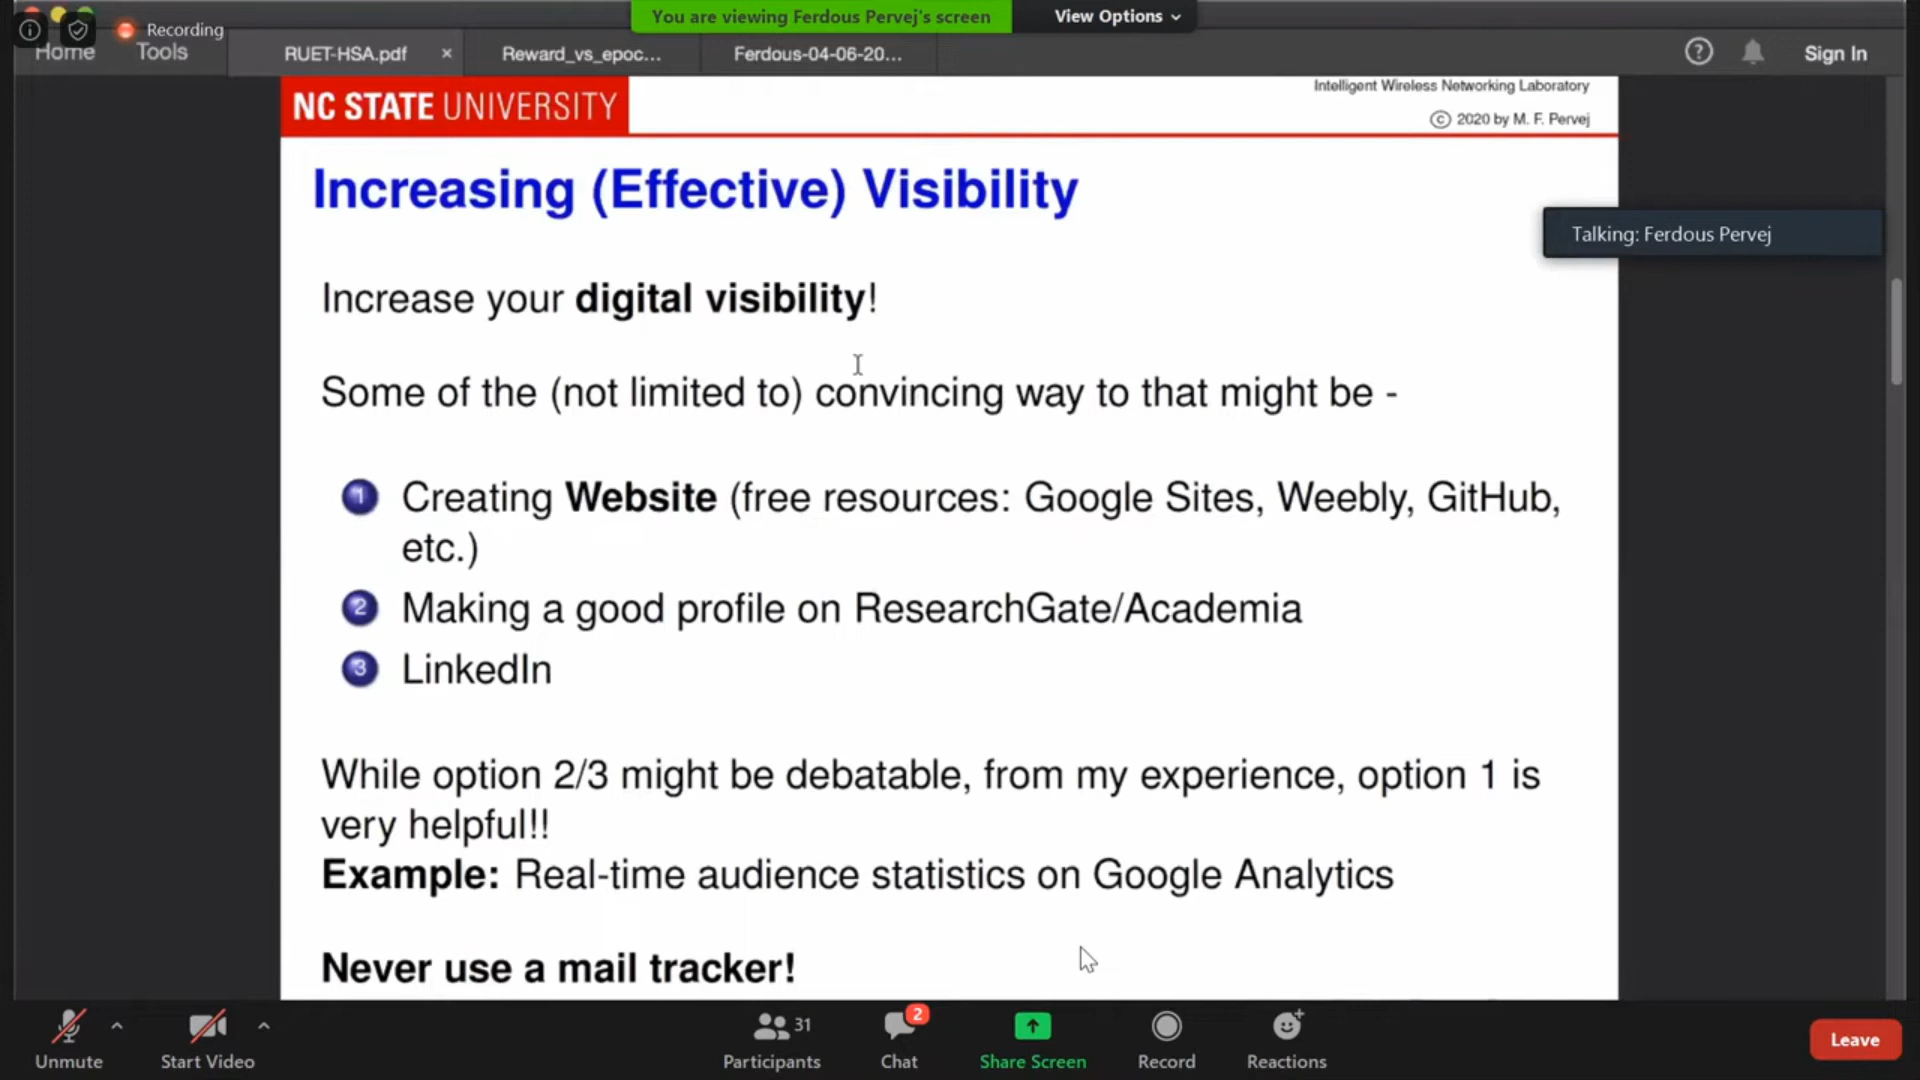 Recording
You are viewing Ferdous Pervej's screen
View Options
Home
Tools
RUET-HSA.pdf
×
Reward_vs_epoc...
Ferdous-04-06-20...
Sign In
NC STATE UNIVERSITY
Intelligent Wireless Networking Laboratory
© 2020 by M. F. Pervej
Increasing (Effective) Visibility
Talking: Ferdous Pervej
Increase your digital visibility!
Some of the (not limited to) convincing way to that might be -
1 Creating Website (free resources: Google Sites, Weebly, GitHub,
etc.)
2 Making a good profile on ResearchGate/Academia
3 LinkedIn
While option 2/3 might be debatable, from my experience, option 1 is
very helpful!!
Example: Real-time audience statistics on Google Analytics
Never use a mail tracker!
31
2
Unmute
Start Video
Participants
Chat
Share Screen
Record
Reactions
Leave